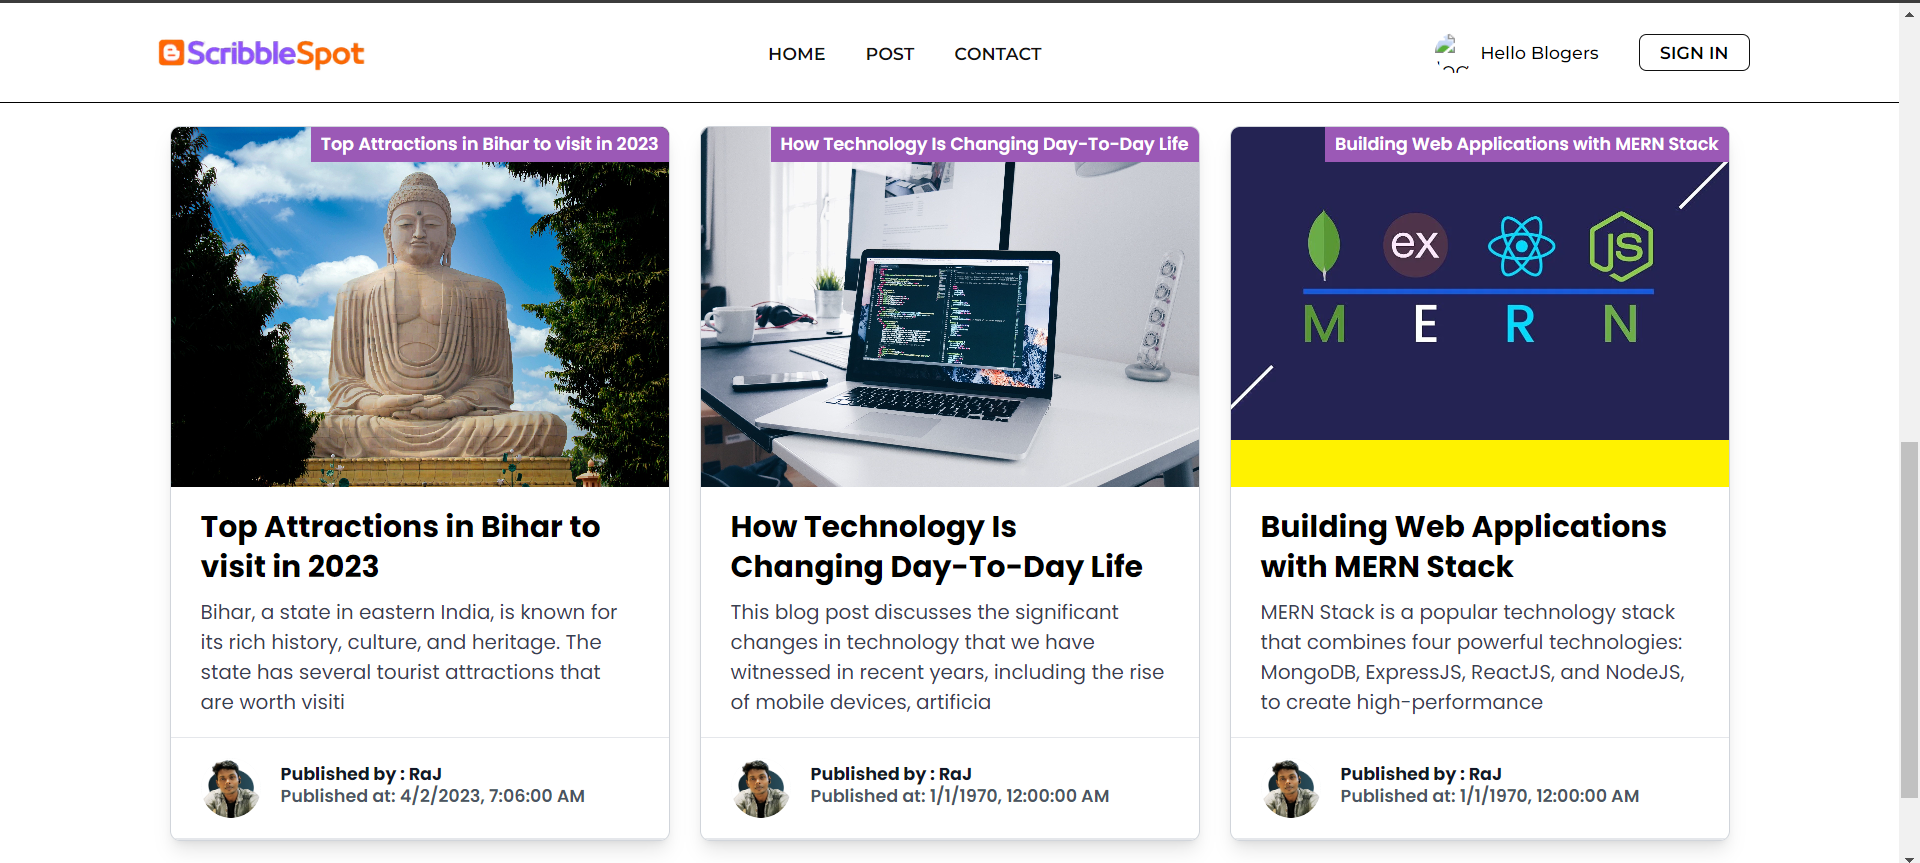 ScribbleSpot
HOME POST CONTACT
Hello Blogers
SIGN IN
Top Attractions in Bihar to visit in 2023
Top Attractions in Bihar to
visit in 2023
Bihar, a state in eastern India, is known for
its rich history, culture, and heritage. The
state has several tourist attractions that
are worth visiti
Published by : RaJ
Published at: 4/2/2023, 7:06:00 AM
How Technology Is Changing Day-To-Day Life
How Technology Is
Changing Day-To-Day Life
This blog post discusses the significant
changes in technology that we have
witnessed in recent years, including the rise
of mobile devices, artificia
Published by : RaJ
Published at: 1/1/1970, 12:00:00 AM
Building Web Applications with MERN Stack
ex JS
M E R N
Building Web Applications
with MERN Stack
MERN Stack is a popular technology stack
that combines four powerful technologies:
MongoDB, ExpressJS, ReactJS, and NodeJS,
to create high-performance
Published by : RaJ
Published at: 1/1/1970, 12:00:00 AM